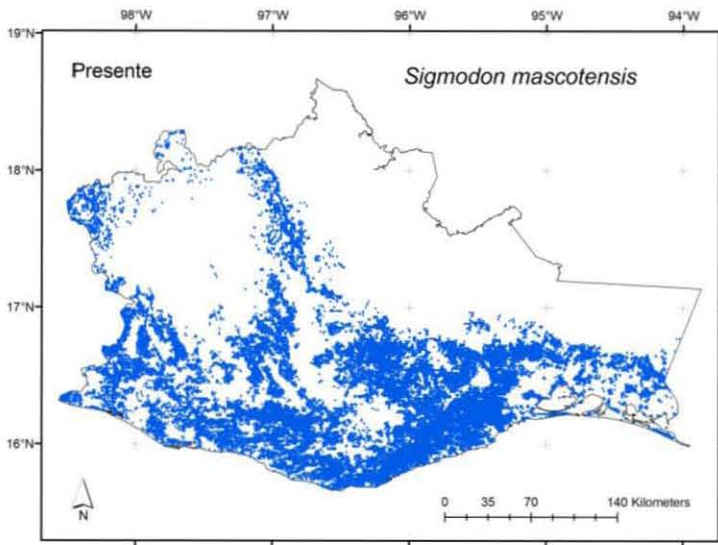 98°W 97°W 96°W 95°W 94°W
19°N
Presente
Sigmodon mascotensis
18°N
17°N
16°N
N
0 35 70 140 Kilometers